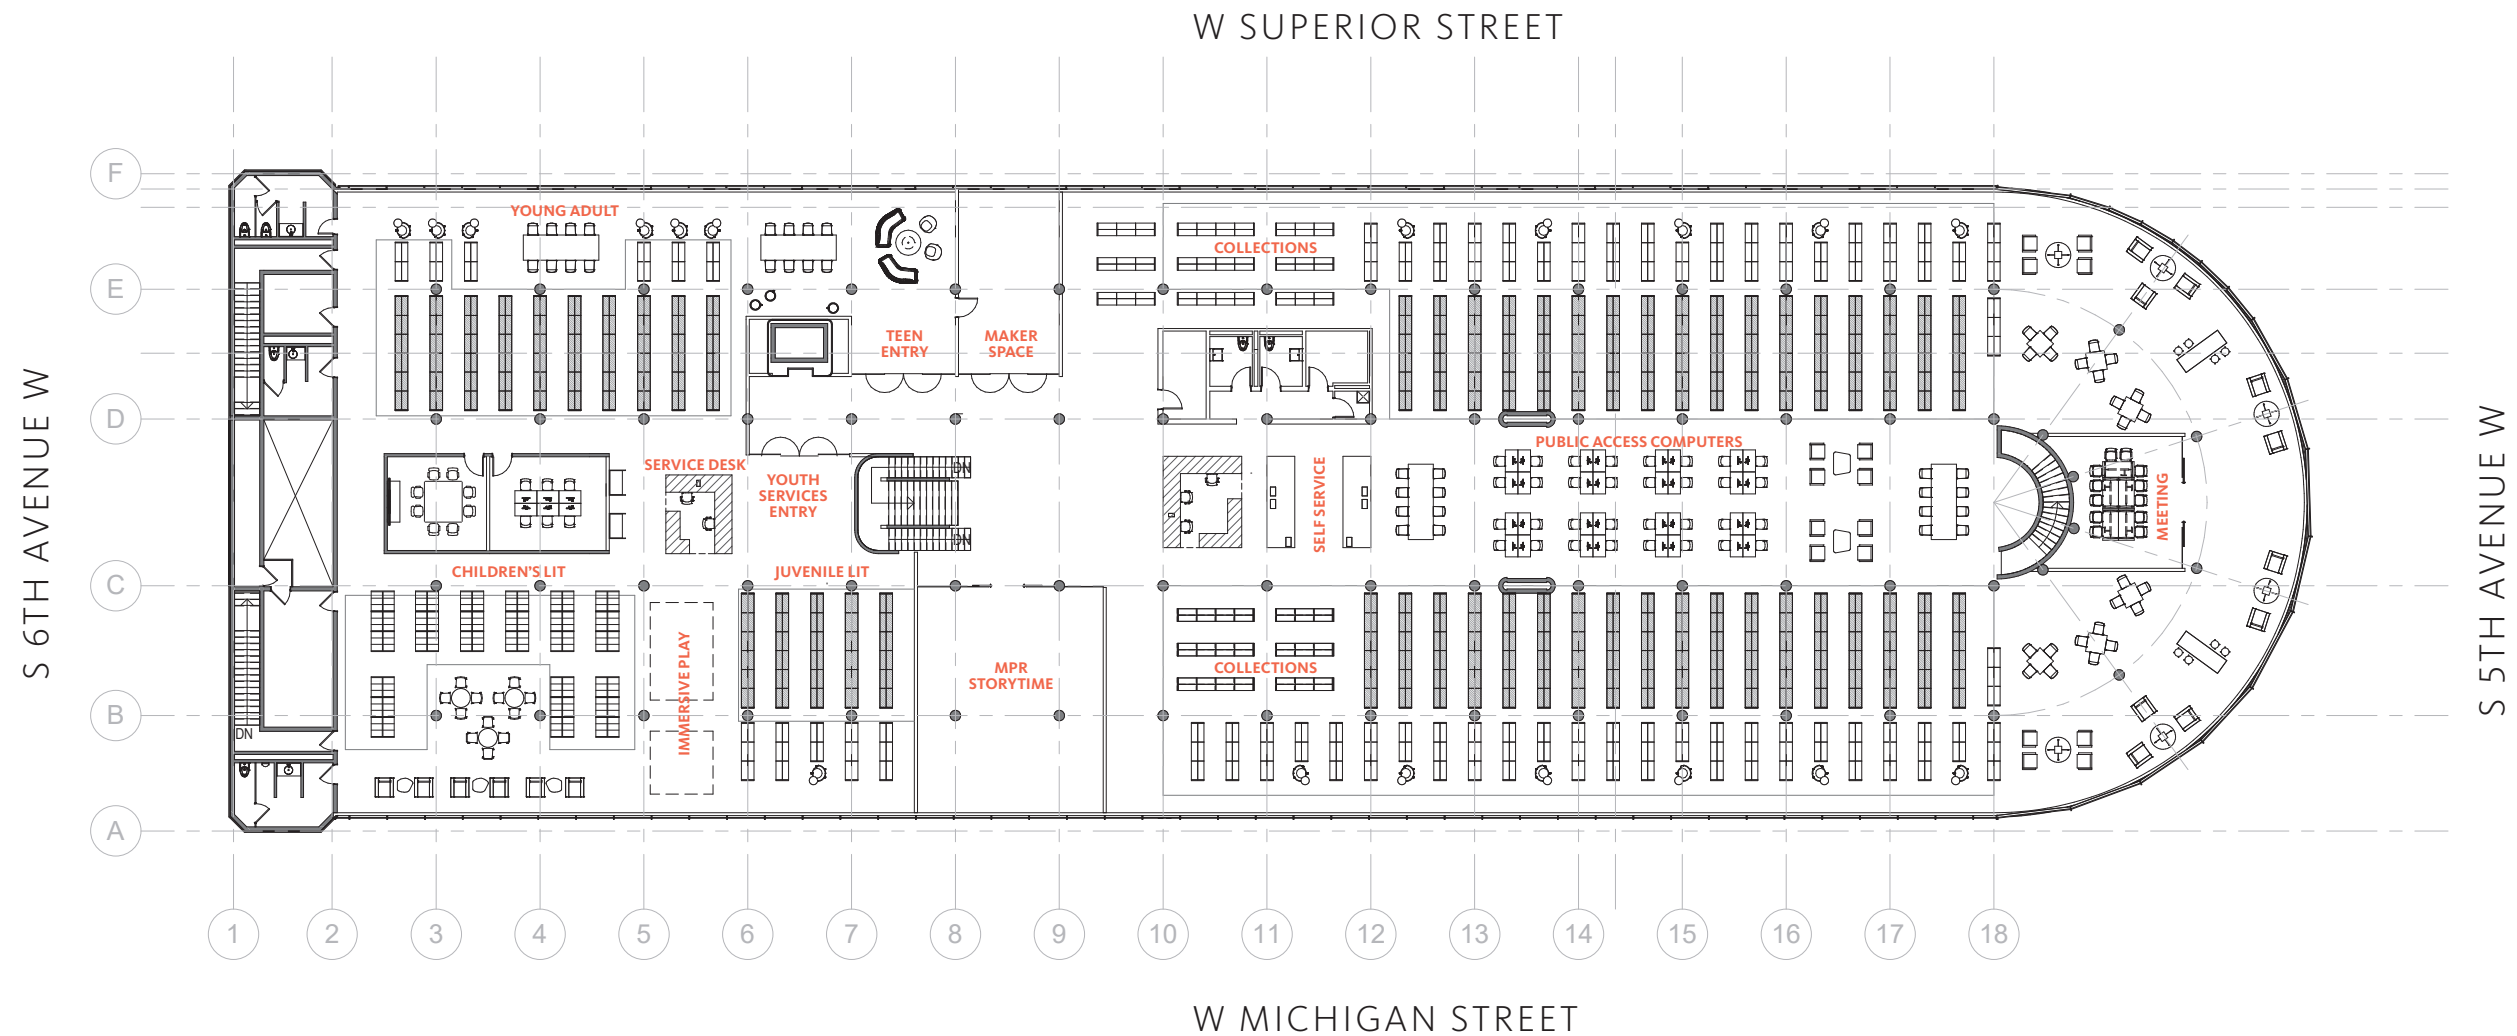 W SUPERIOR STREET
F
YOUNG ADULT
COLLECTIONS
E
TEEN
ENTRY
MAKER
SPACE
S 6TH AVENUE W
D
PUBLIC ACCESS COMPUTERS
SERVICE DESK
DN
YOUTH
SERVICES
ENTRY
SELF SERVICE
MEETING
DN
S 5TH AVENUE W
CHILDREN'S LIT
JUVENILE LIT
C
IMMERSIVE PLAY
MPR
STORYTIME
COLLECTIONS
B
DN
A
1 2 3 4 5 6 7 8 9 10 11 12 13 14 15 16 17 18
W MICHIGAN STREET